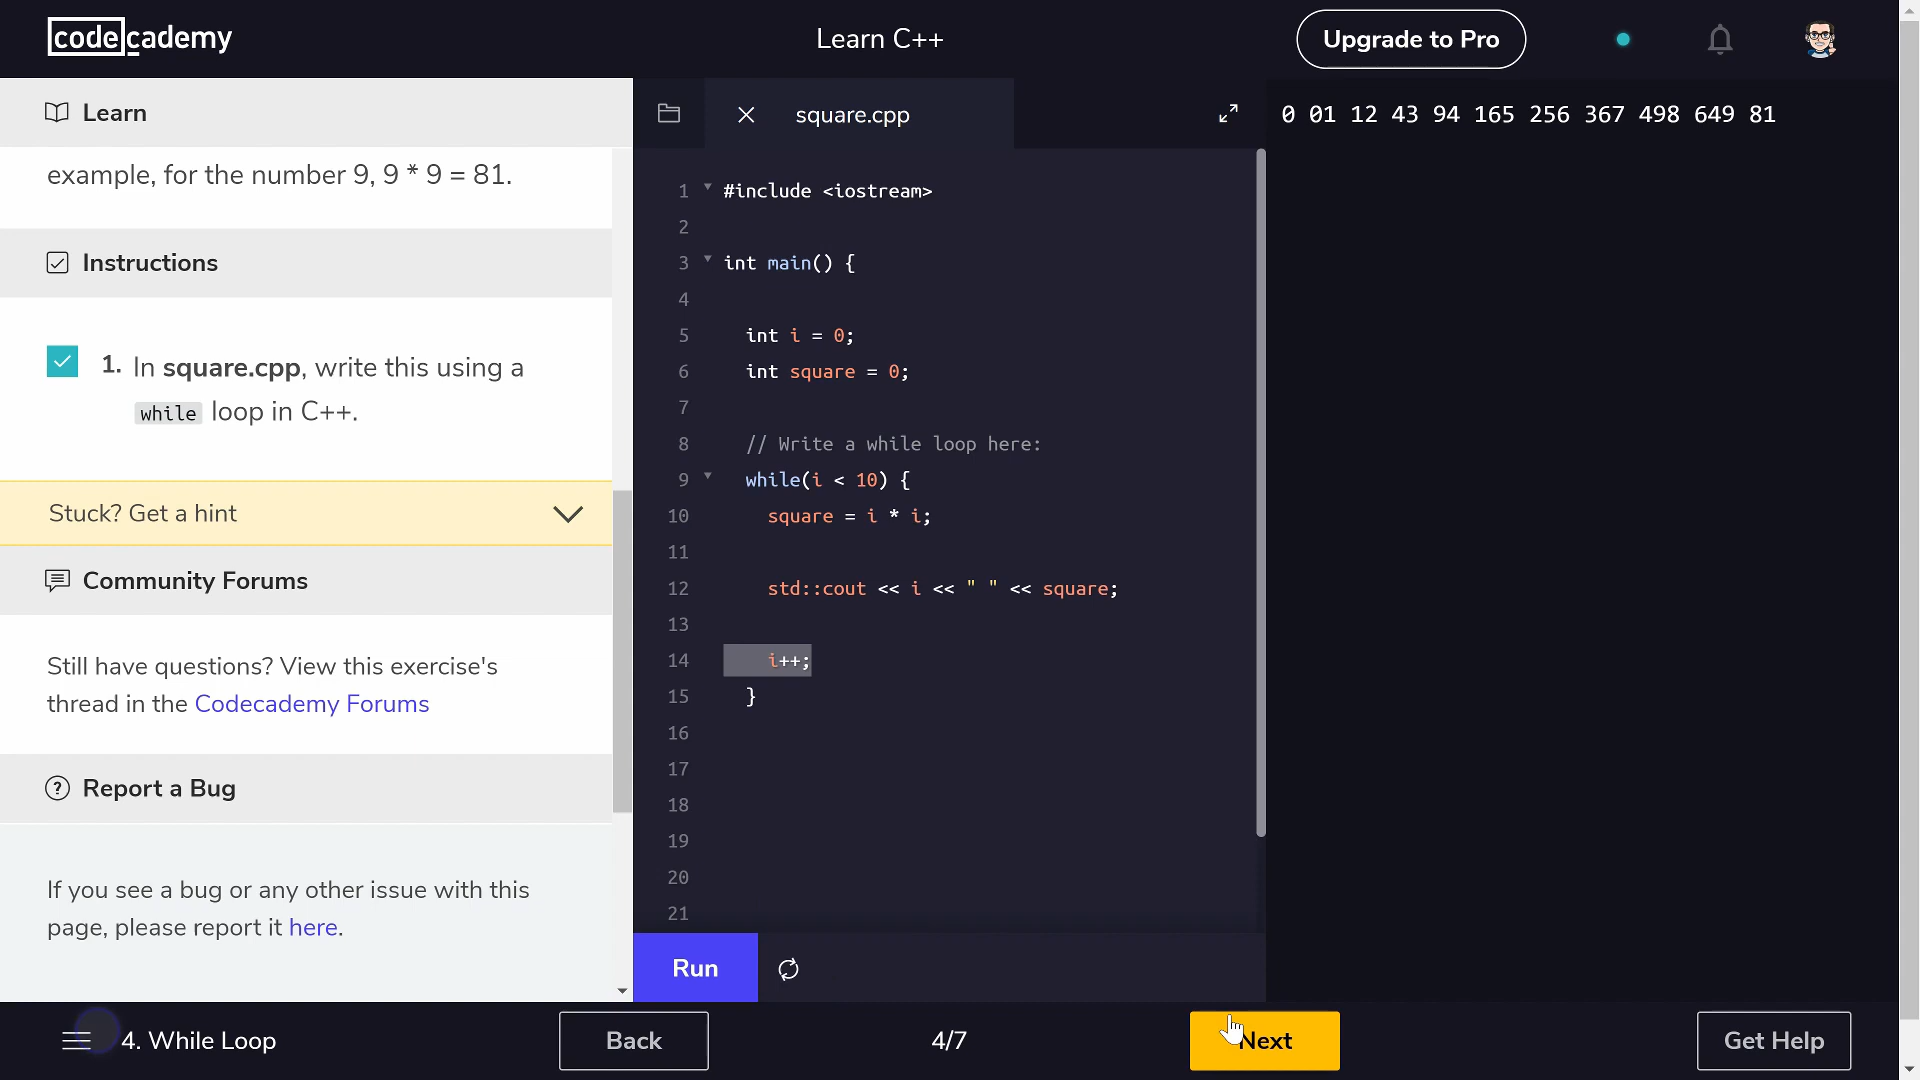 codecademy
Learn C++
Upgrade to Pro
Learn
example, for the number 9, 9 * 9 = 81.
Instructions
1. In square.cpp, write this using a
while loop in C++.
Stuck? Get a hint
Community Forums
Still have questions? View this exercise's
thread in the Codecademy Forums
Report a Bug
If you see a bug or any other issue with this
page, please report it here.
square.cpp
1 #include <iostream>
2
3 int main() {
4
5 int i = 0;
6 int square = 0;
7
8 // Write a while loop here:
9 while(i < 10) {
10 square = i * i;
11
12 std::cout << i << " " << square;
13
14 i++;
15 }
16
17
18
19
20
21
Run
0 01 12 43 94 165 256 367 498 649 81
4. While Loop
Back
4/7
Next
Get Help